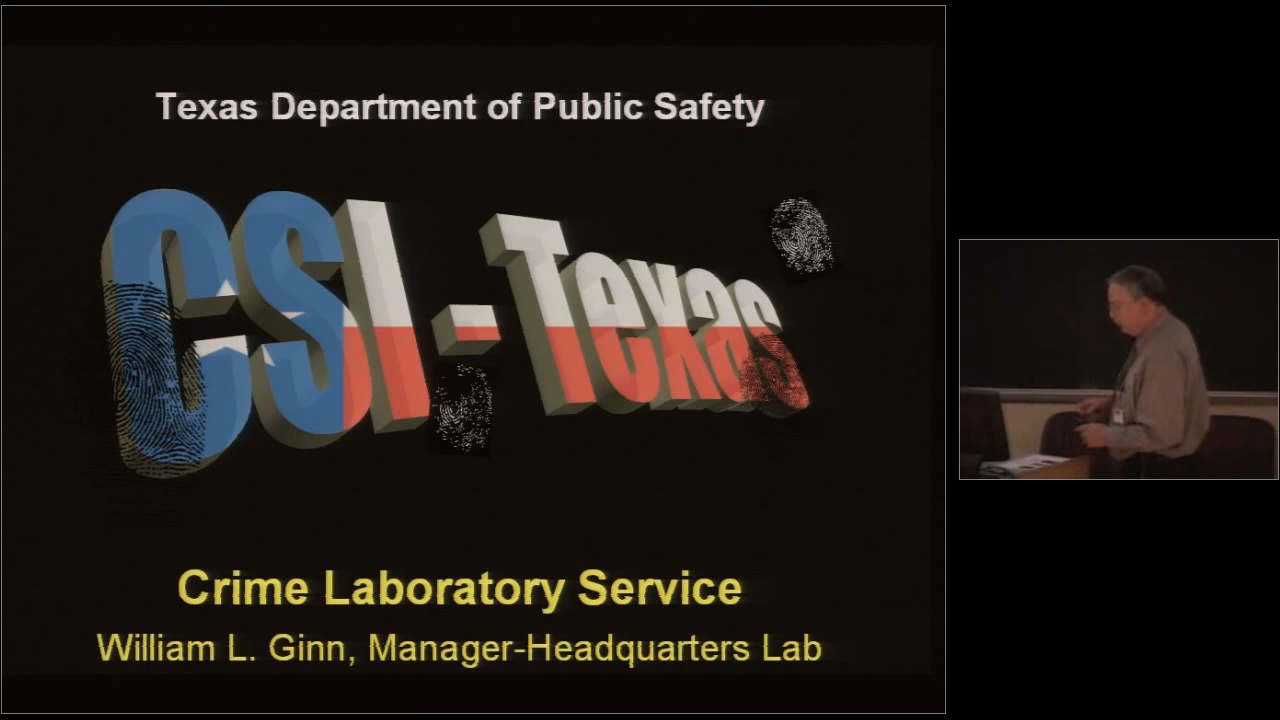 Texas Department of Public Safety
CSI - Texas
Crime Laboratory Service
William L. Ginn, Manager-Headquarters Lab